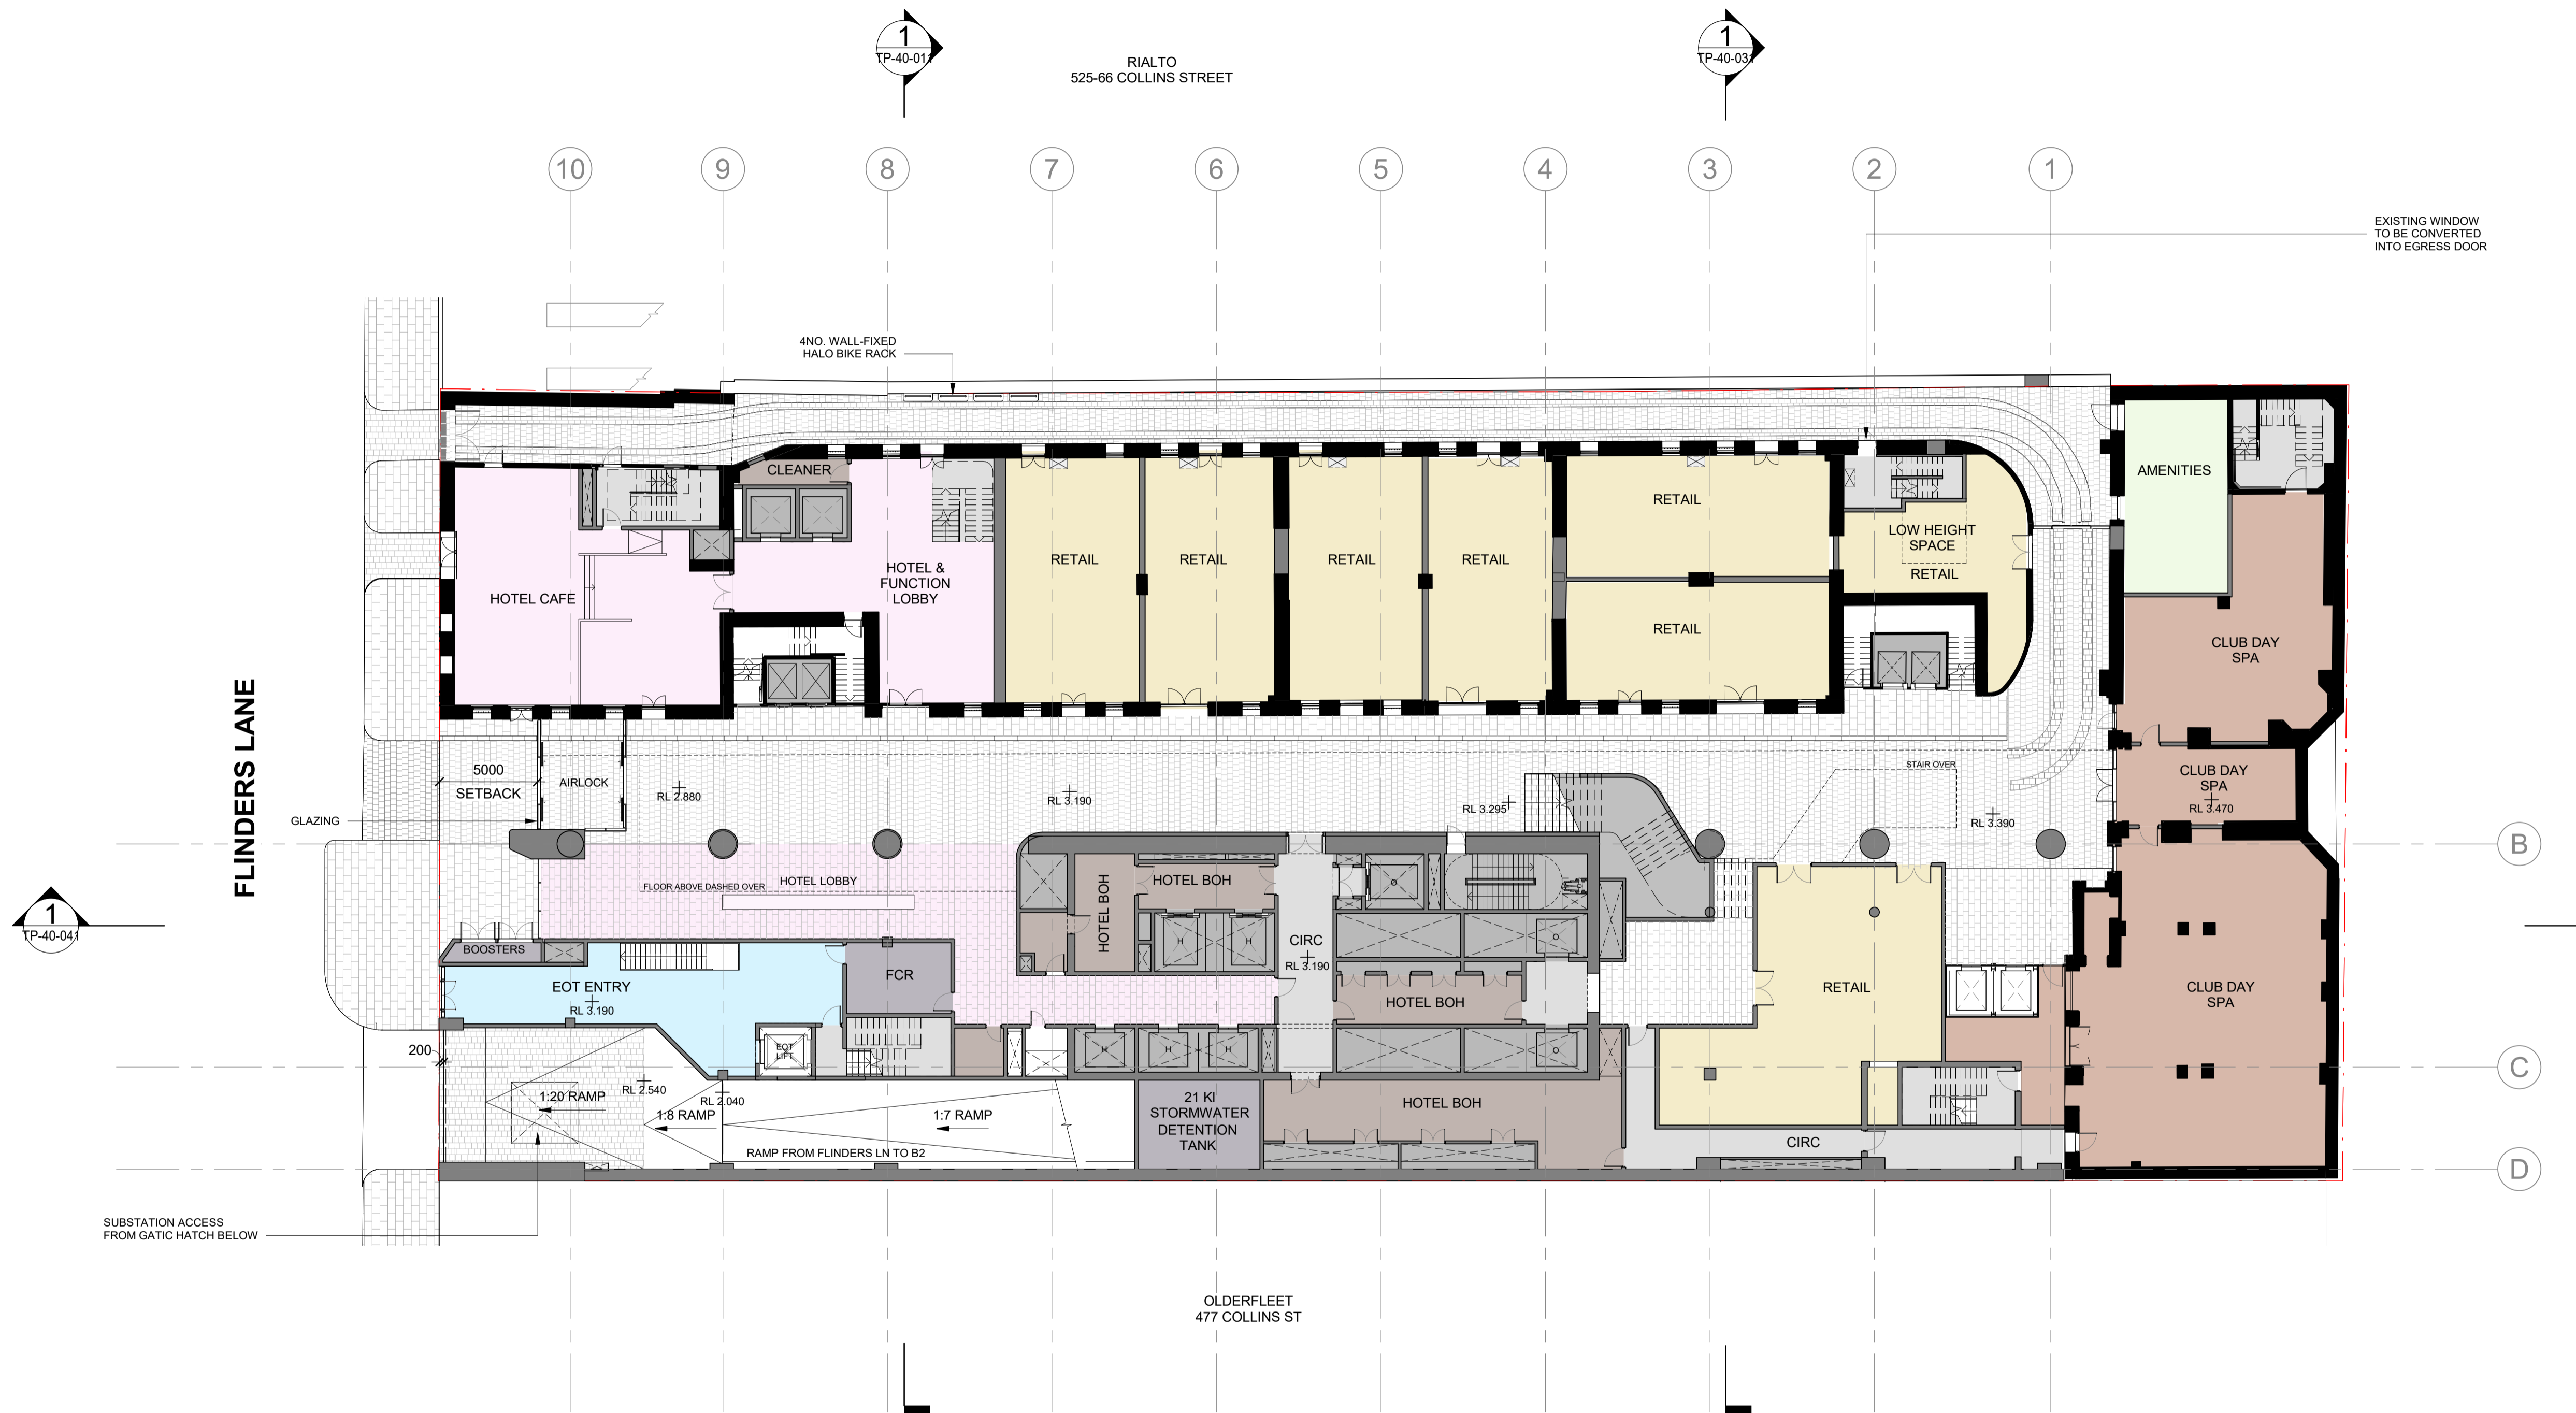 1
TP-40-011
1
TP-40-031
RIALTO
525-66 COLLINS STREET
10
9
8
7
6
5
4
3
2
1
EXISTING WINDOW
TO BE CONVERTED
INTO EGRESS DOOR
4NO. WALL-FIXED
HALO BIKE RACK
CLEANER
AMENITIES
RETAIL
LOW HEIGHT
SPACE
RETAIL
RETAIL
RETAIL
RETAIL
RETAIL
HOTEL &
FUNCTION
LOBBY
HOTEL CAFE
RETAIL
CLUB DAY
SPA
FLINDERS LANE
5000
SETBACK
AIRLOCK
RL 2.880
RL 3.190
RL 3.295
STAIR OVER
RL 3.390
CLUB DAY
SPA
RL 3.470
GLAZING
B
HOTEL LOBBY
FLOOR ABOVE DASHED OVER
HOTEL BOH
HOTEL BOH
1
TP-40-041
BOOSTERS
H
H
O
O
CIRC
RL 3.190
FCR
EOT ENTRY
RL 3.190
HOTEL BOH
RETAIL
CLUB DAY
SPA
200
EOT
LIFT
H
H
H
O
C
RL 2.540
1:20 RAMP
RL 2.040
1:8 RAMP
1:7 RAMP
21 Kl
STORMWATER
DETENTION
TANK
HOTEL BOH
CIRC
RAMP FROM FLINDERS LN TO B2
D
SUBSTATION ACCESS
FROM GATIC HATCH BELOW
OLDERFLEET
477 COLLINS ST